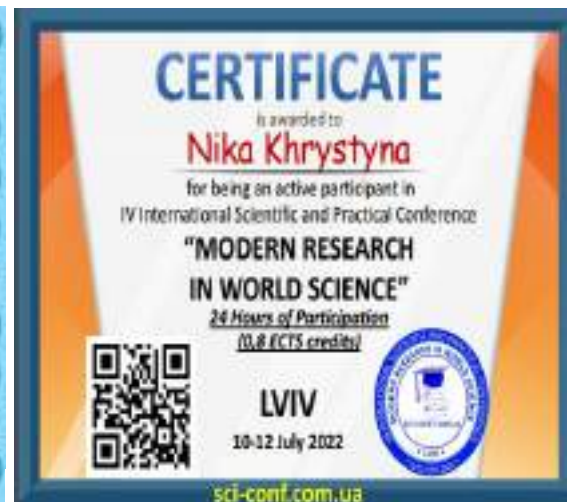 CERTIFICATE
is awarded to
Nika Khrystyna
for being an active participant in
IV International Scientific and Practical Conference
"MODERN RESEARCH
IN WORLD SCIENCE"
24 Hours of Participation
(0,8 ECTS credits)
LVIV
10-12 July 2022
sci-conf.com.ua